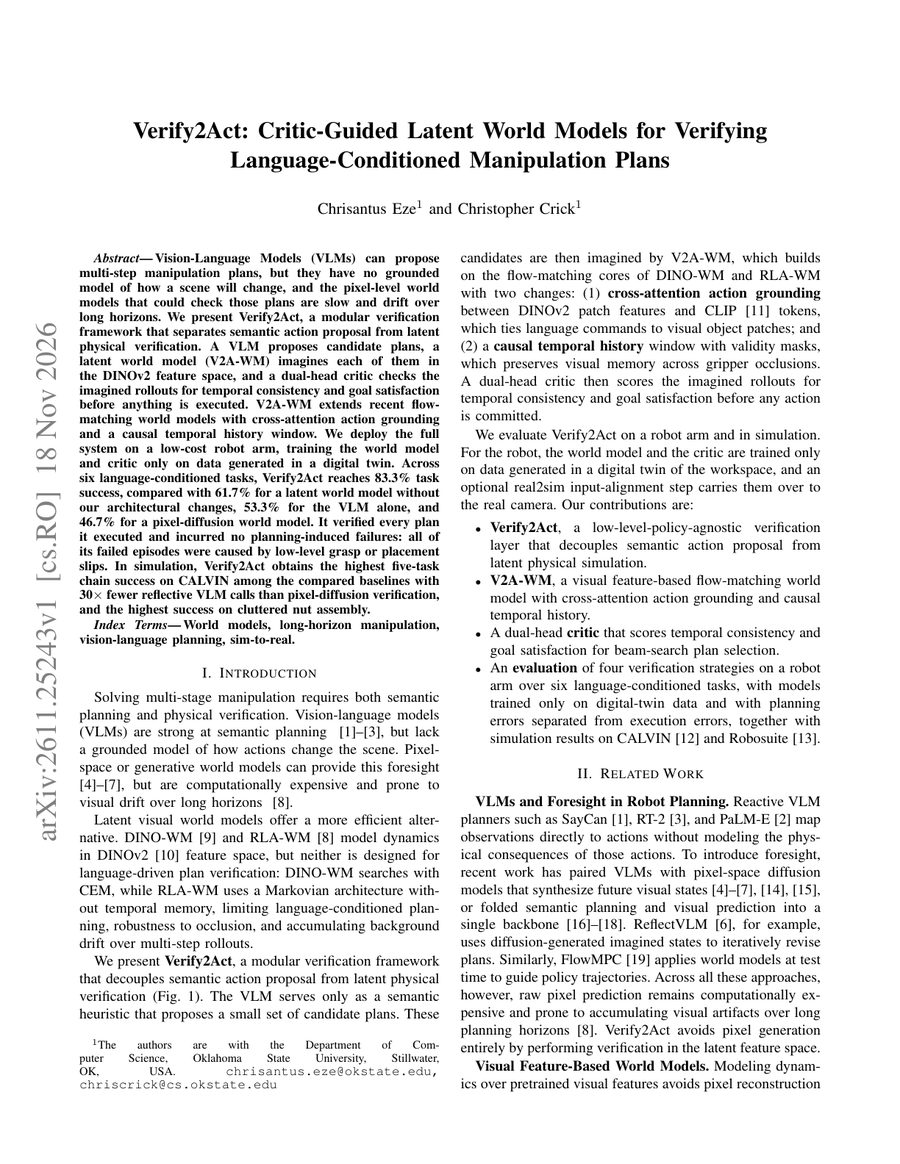 Verify2Act: Critic-Guided Latent World Models for Verifying
Language-Conditioned Manipulation Plans
Chrisantus Eze1 and Christopher Crick1
arXiv:2611.25243v1 [cs.RO] 18 Nov 2026
Abstract— Vision-Language Models (VLMs) can propose
multi-step manipulation plans, but they have no grounded
model of how a scene will change, and the pixel-level world
models that could check those plans are slow and drift over
long horizons. We present Verify2Act, a modular verification
framework that separates semantic action proposal from latent
physical verification. A VLM proposes candidate plans, a
latent world model (V2A-WM) imagines each of them in
the DINOv2 feature space, and a dual-head critic checks the
imagined rollouts for temporal consistency and goal satisfaction
before anything is executed. V2A-WM extends recent flow-
matching world models with cross-attention action grounding
and a causal temporal history window. We deploy the full
system on a low-cost robot arm, training the world model
and critic only on data generated in a digital twin. Across
six language-conditioned tasks, Verify2Act reaches 83.3% task
success, compared with 61.7% for a latent world model without
our architectural changes, 53.3% for the VLM alone, and
46.7% for a pixel-diffusion world model. It verified every plan
it executed and incurred no planning-induced failures: all of
its failed episodes were caused by low-level grasp or placement
slips. In simulation, Verify2Act obtains the highest five-task
chain success on CALVIN among the compared baselines with
30× fewer reflective VLM calls than pixel-diffusion verification,
and the highest success on cluttered nut assembly.
Index Terms— World models, long-horizon manipulation,
vision-language planning, sim-to-real.
I. INTRODUCTION
Solving multi-stage manipulation requires both semantic
planning and physical verification. Vision-language models
(VLMs) are strong at semantic planning [1]–[3], but lack
a grounded model of how actions change the scene. Pixel-
space or generative world models can provide this foresight
[4]–[7], but are computationally expensive and prone to
visual drift over long horizons [8].
Latent visual world models offer a more efficient alter-
native. DINO-WM [9] and RLA-WM [8] model dynamics
in DINOv2 [10] feature space, but neither is designed for
language-driven plan verification: DINO-WM searches with
CEM, while RLA-WM uses a Markovian architecture with-
out temporal memory, limiting language-conditioned plan-
ning, robustness to occlusion, and accumulating background
drift over multi-step rollouts.
We present Verify2Act, a modular verification framework
that decouples semantic action proposal from latent physical
verification (Fig. 1). The VLM serves only as a semantic
heuristic that proposes a small set of candidate plans. These
1The authors are with the Department of Com-
puter Science, Oklahoma State University, Stillwater,
OK, USA. chrisantus.eze@okstate.edu,
chriscrick@cs.okstate.edu
candidates are then imagined by V2A-WM, which builds
on the flow-matching cores of DINO-WM and RLA-WM
with two changes: (1) cross-attention action grounding
between DINOv2 patch features and CLIP [11] tokens,
which ties language commands to visual object patches; and
(2) a causal temporal history window with validity masks,
which preserves visual memory across gripper occlusions.
A dual-head critic then scores the imagined rollouts for
temporal consistency and goal satisfaction before any action
is committed.
We evaluate Verify2Act on a robot arm and in simulation.
For the robot, the world model and the critic are trained only
on data generated in a digital twin of the workspace, and an
optional real2sim input-alignment step carries them over to
the real camera. Our contributions are:
• Verify2Act, a low-level-policy-agnostic verification
layer that decouples semantic action proposal from
latent physical simulation.
• V2A-WM, a visual feature-based flow-matching world
model with cross-attention action grounding and causal
temporal history.
• A dual-head critic that scores temporal consistency and
goal satisfaction for beam-search plan selection.
• An evaluation of four verification strategies on a robot
arm over six language-conditioned tasks, with models
trained only on digital-twin data and with planning
errors separated from execution errors, together with
simulation results on CALVIN [12] and Robosuite [13].
II. RELATED WORK
VLMs and Foresight in Robot Planning. Reactive VLM
planners such as SayCan [1], RT-2 [3], and PaLM-E [2] map
observations directly to actions without modeling the phys-
ical consequences of those actions. To introduce foresight,
recent work has paired VLMs with pixel-space diffusion
models that synthesize future visual states [4]–[7], [14], [15],
or folded semantic planning and visual prediction into a
single backbone [16]–[18]. ReflectVLM [6], for example,
uses diffusion-generated imagined states to iteratively revise
plans. Similarly, FlowMPC [19] applies world models at test
time to guide policy trajectories. Across all these approaches,
however, raw pixel prediction remains computationally ex-
pensive and prone to accumulating visual artifacts over long
planning horizons [8]. Verify2Act avoids pixel generation
entirely by performing verification in the latent feature space.
Visual Feature-Based World Models. Modeling dynam-
ics over pretrained visual features avoids pixel reconstruction